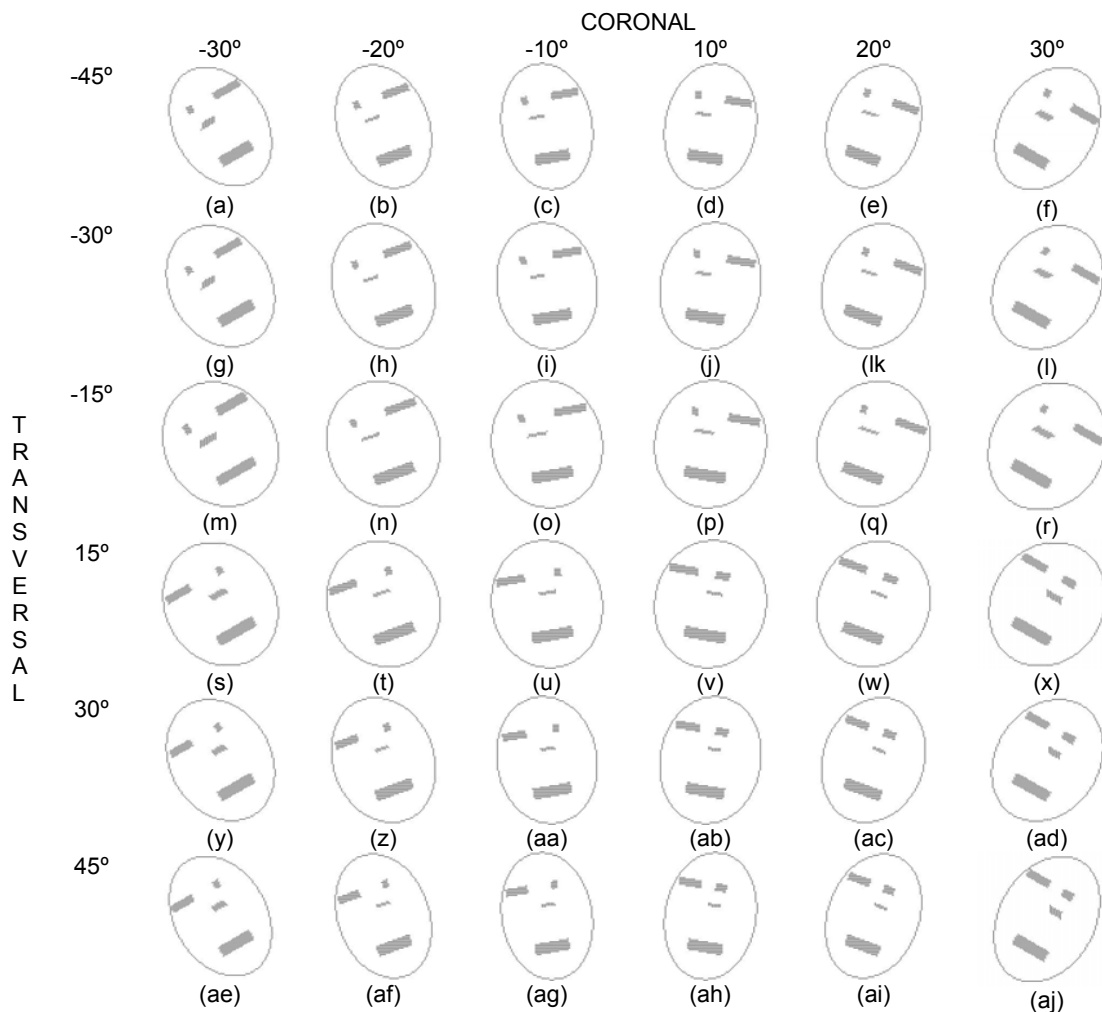 CORONAL
-30º -20º -10º 10º 20º 30º
-45º
(a) (b) (c) (d) (e) (f)
-30º
(g) (h) (i) (j) (lk (l)
-15º
(m) (n) (o) (p) (q) (r)
TRANSVERSAL
15º
(s) (t) (u) (v) (w) (x)
30º
(y) (z) (aa) (ab) (ac) (ad)
45º
(ae) (af) (ag) (ah) (ai) (aj)